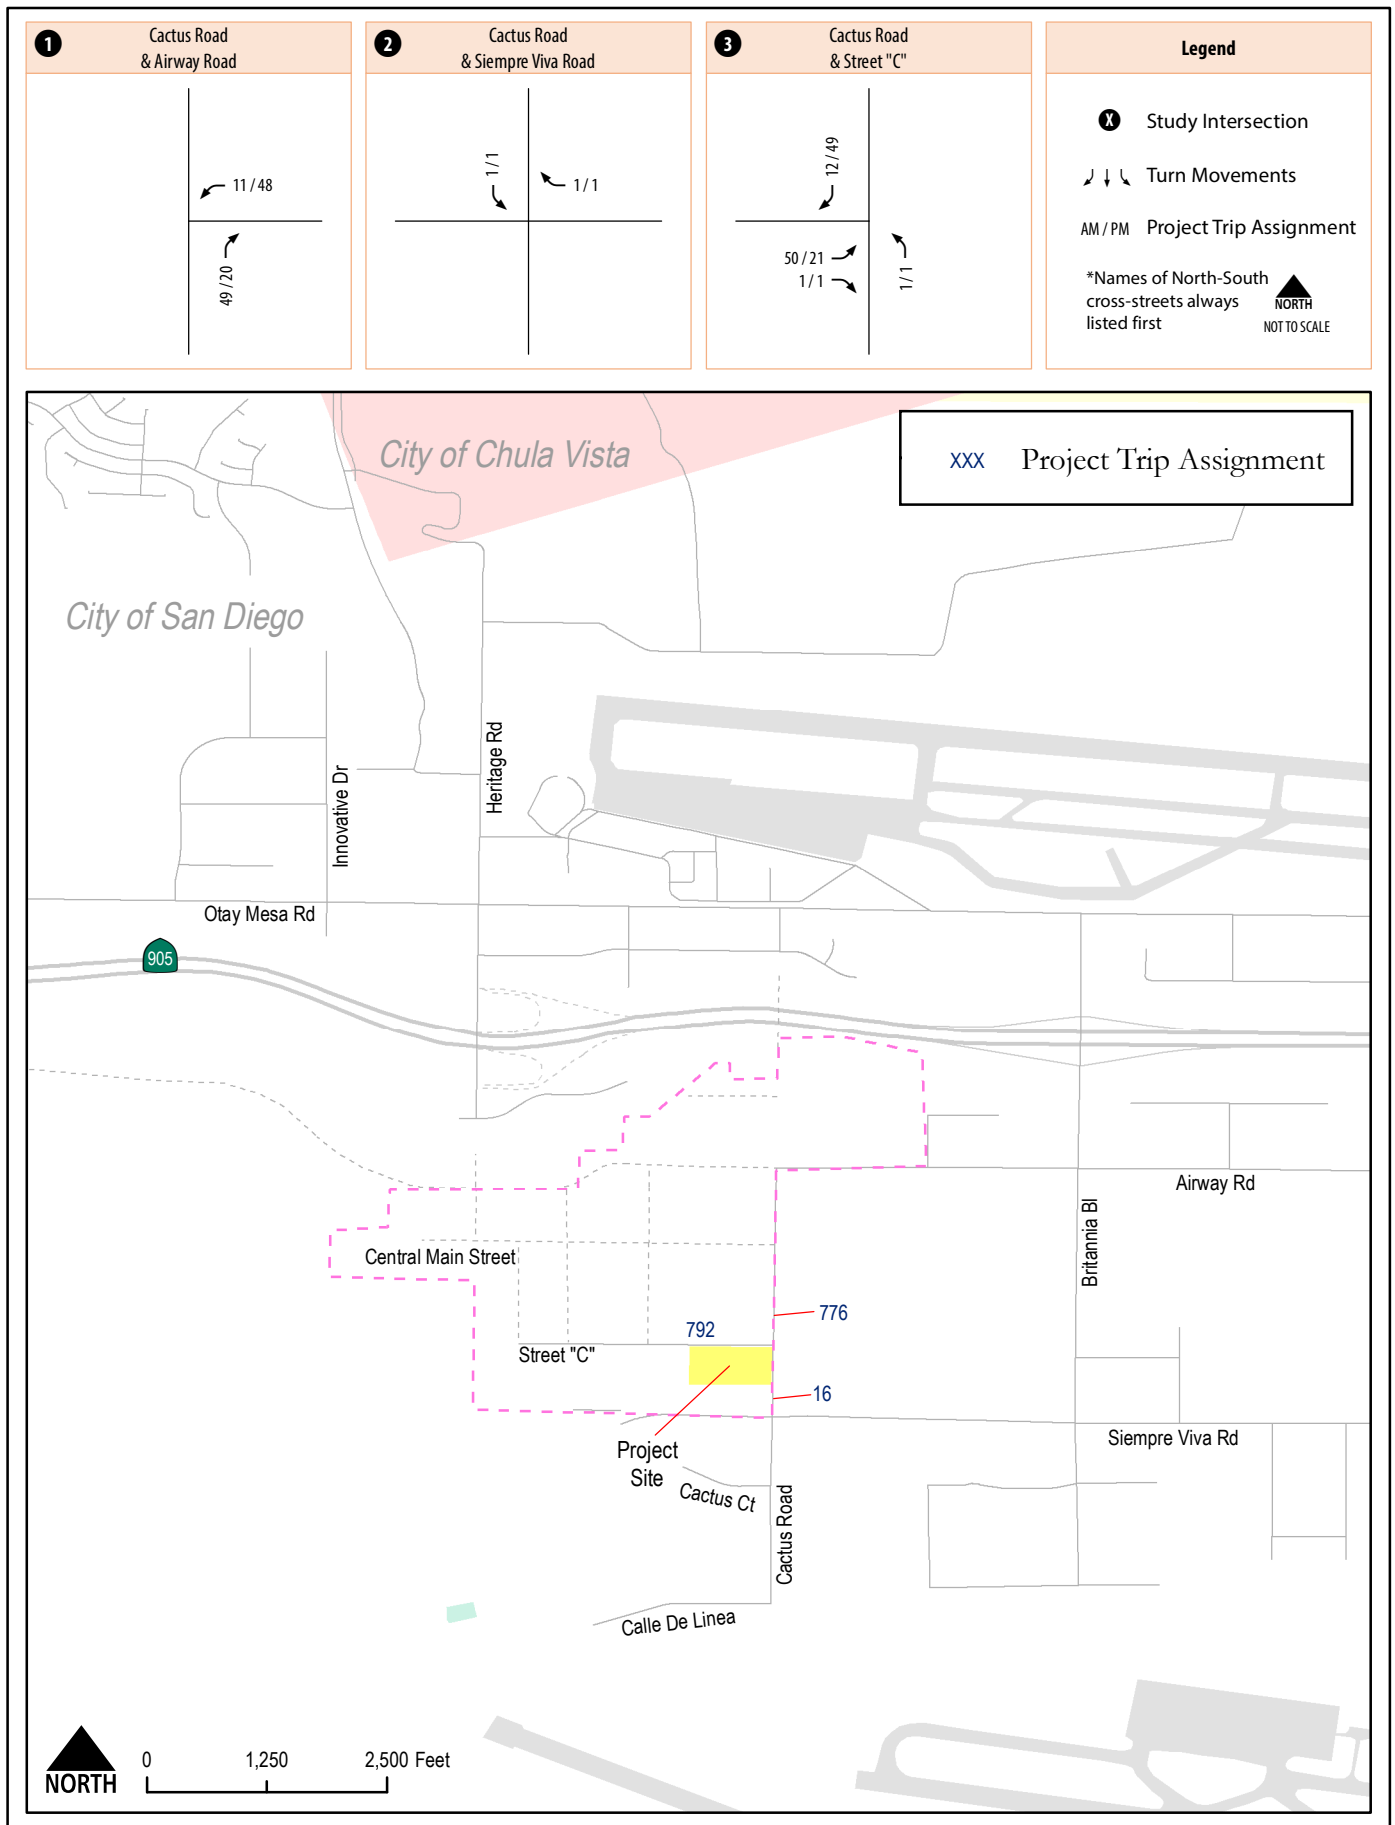 1
Cactus Road
& Airway Road
11 / 48
49 / 20
2
Cactus Road
& Siempre Viva Road
1 / 1
1 / 1
3
Cactus Road
& Street "C"
12 / 49
50 / 21
1 / 1
1 / 1
Legend
X Study Intersection
Turn Movements
AM / PM Project Trip Assignment
*Names of North-South
cross-streets always
listed first
NORTH
NOT TO SCALE
XXX Project Trip Assignment
City of Chula Vista
City of San Diego
Heritage Rd
Innovative Dr
Otay Mesa Rd
905
Airway Rd
Britannia Bl
Central Main Street
776
792
Street "C"
16
Project
Site
Siempre Viva Rd
Cactus Ct
Cactus Road
Calle De Linea
NORTH
0 1,250 2,500 Feet